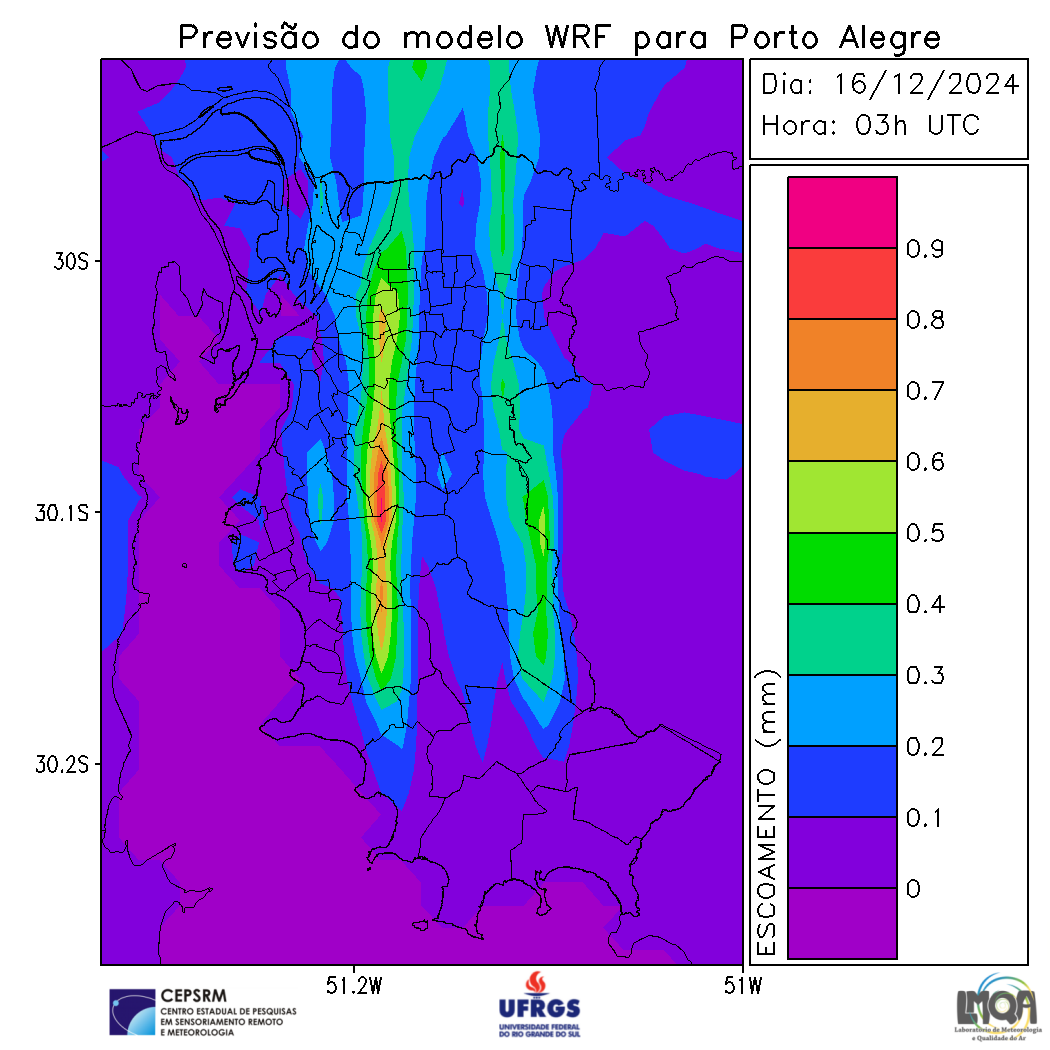 Previsão do modelo WRF para Porto Alegre
Dia: 16/12/2024
Hora: 03h UTC
30S
30.1S
30.2S
51.2W
51W
ESCOAMENTO (mm)
0.9
0.8
0.7
0.6
0.5
0.4
0.3
0.2
0.1
0
CEPSRM
CENTRO ESTADUAL DE PESQUISAS
EM SENSORIAMENTO REMOTO
E METEOROLOGIA
UFRGS
UNIVERSIDADE FEDERAL
DO RIO GRANDE DO SUL
LMQA
Laboratório de Meteorologia
e Qualidade do Ar